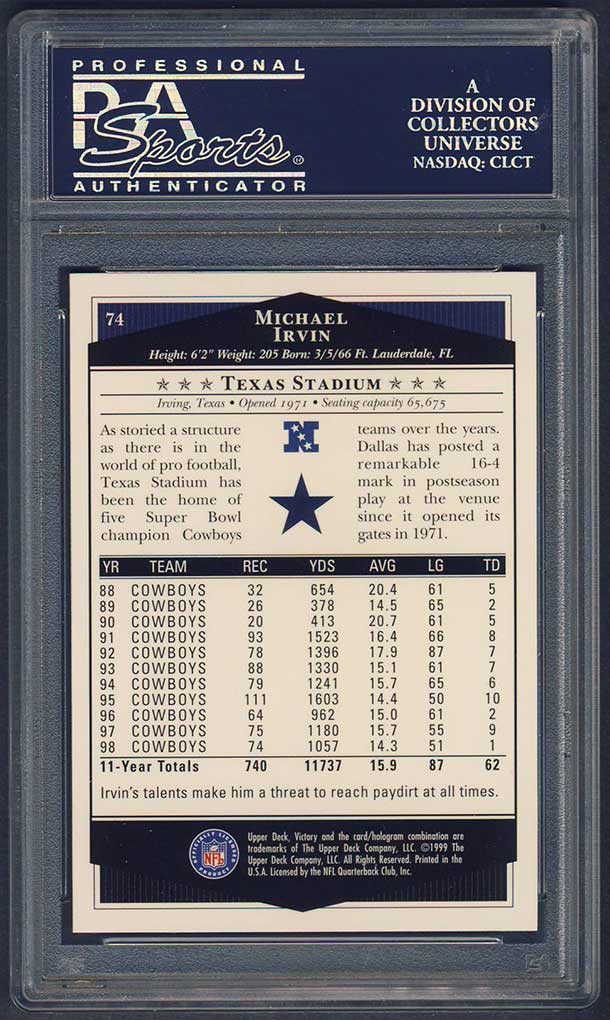 PROFESSIONAL
PSA
Sports®
AUTHENTICATOR
A
DIVISION OF
COLLECTORS
UNIVERSE
NASDAQ: CLCT
74
MICHAEL
IRVIN
Height: 6'2" Weight: 205 Born: 3/5/66 Ft. Lauderdale, FL
TEXAS STADIUM
Irving, Texas • Opened 1971 • Seating capacity 65,675
As storied a structure
as there is in the
world of pro football,
Texas Stadium has
been the home of
five Super Bowl
champion Cowboys
N
teams over the years.
Dallas has posted a
remarkable 16-4
mark in postseason
play at the venue
since it opened its
gates in 1971.
YR TEAM REC YDS AVG LG TD
88 COWBOYS 32 654 20.4 61 5
89 COWBOYS 26 378 14.5 65 2
90 COWBOYS 20 413 20.7 61 5
91 COWBOYS 93 1523 16.4 66 8
92 COWBOYS 78 1396 17.9 87 7
93 COWBOYS 88 1330 15.1 61 7
94 COWBOYS 79 1241 15.7 65 6
95 COWBOYS 111 1603 14.4 50 10
96 COWBOYS 64 962 15.0 61 2
97 COWBOYS 75 1180 15.7 55 9
98 COWBOYS 74 1057 14.3 51 1
11-Year Totals 740 11737 15.9 87 62
Irvin's talents make him a threat to reach paydirt at all times.
OFFICIALLY LICENSED
NFL
PRODUCT
Upper Deck, Victory and the card/hologram combination are
trademarks of The Upper Deck Company, LLC. ©1999 The
Upper Deck Company, LLC. All Rights Reserved. Printed in the
U.S.A. Licensed by the NFL Quarterback Club, Inc.